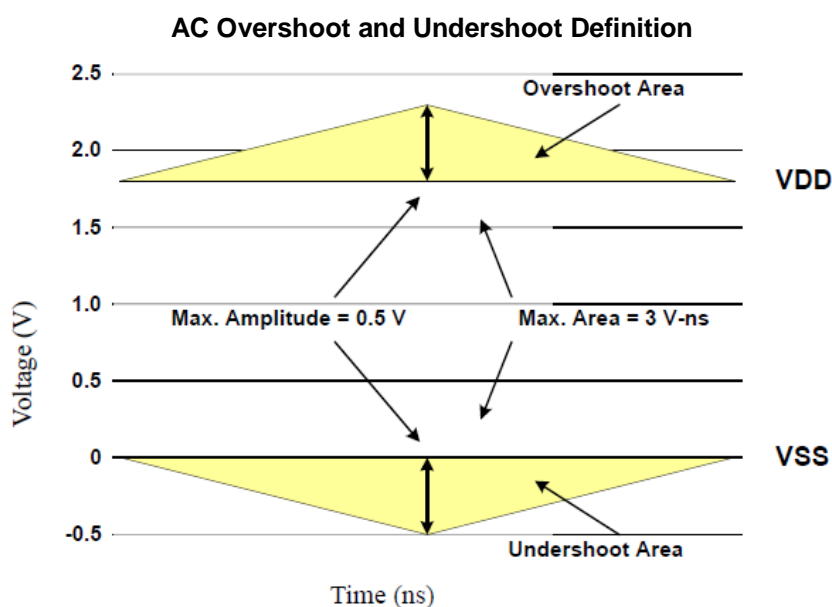 AC Overshoot and Undershoot Definition
2.5
Overshoot Area
2.0
VDD
1.5
1.0
Max. Amplitude = 0.5 V
Max. Area = 3 V-ns
Voltage (V)
0.5
0
VSS
-0.5
Undershoot Area
Time (ns)